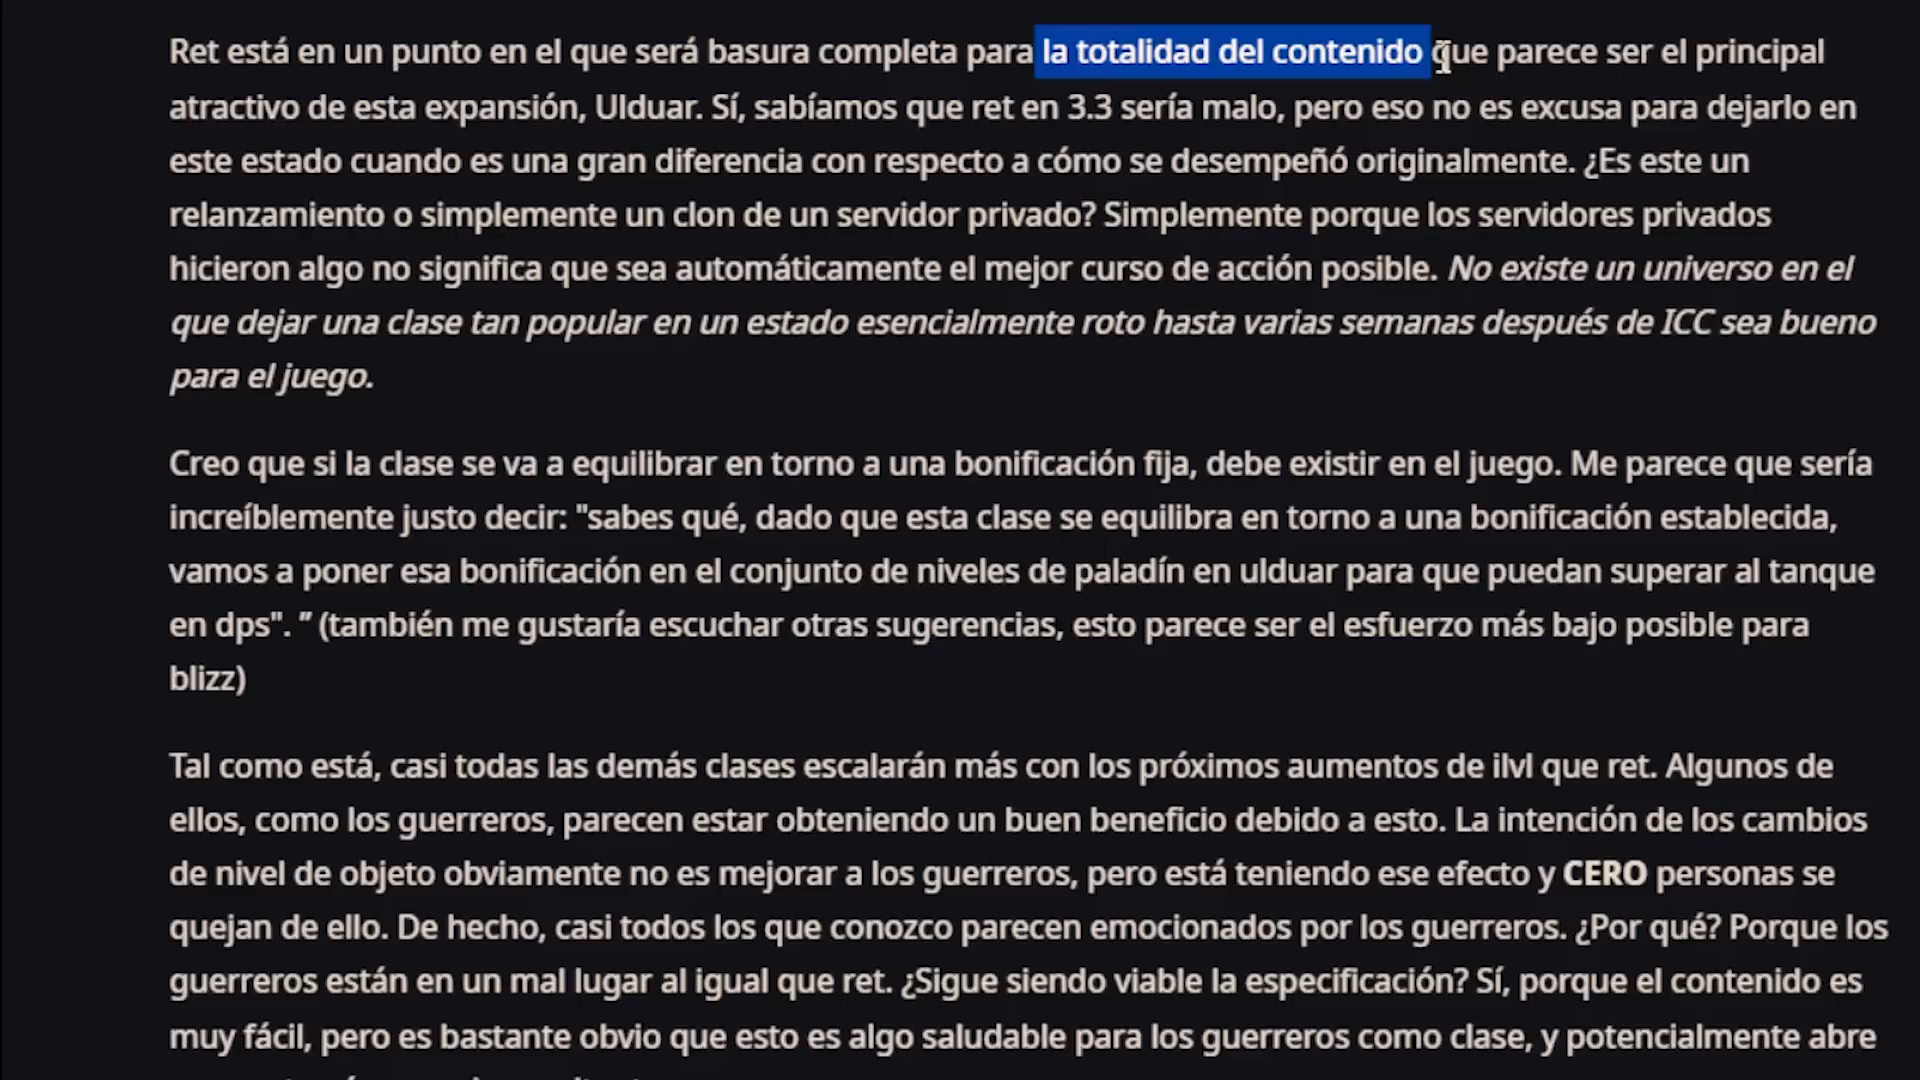 Ret está en un punto en el que será basura completa para la totalidad del contenido que parece ser el principal
atractivo de esta expansión, Ulduar. Sí, sabíamos que ret en 3.3 sería malo, pero eso no es excusa para dejarlo en
este estado cuando es una gran diferencia con respecto a cómo se desempeñó originalmente. ¿Es este un
relanzamiento o simplemente un clon de un servidor privado? Simplemente porque los servidores privados
hicieron algo no significa que sea automáticamente el mejor curso de acción posible. No existe un universo en el
que dejar una clase tan popular en un estado esencialmente roto hasta varias semanas después de ICC sea bueno
para el juego.
Creo que si la clase se va a equilibrar en torno a una bonificación fija, debe existir en el juego. Me parece que sería
increíblemente justo decir: "sabes qué, dado que esta clase se equilibra en torno a una bonificación establecida,
vamos a poner esa bonificación en el conjunto de niveles de paladín en ulduar para que puedan superar al tanque
en dps". ” (también me gustaría escuchar otras sugerencias, esto parece ser el esfuerzo más bajo posible para
blizz)
Tal como está, casi todas las demás clases escalarán más con los próximos aumentos de ilvl que ret. Algunos de
ellos, como los guerreros, parecen estar obteniendo un buen beneficio debido a esto. La intención de los cambios
de nivel de objeto obviamente no es mejorar a los guerreros, pero está teniendo ese efecto y CERO personas se
quejan de ello. De hecho, casi todos los que conozco parecen emocionados por los guerreros. ¿Por qué? Porque los
guerreros están en un mal lugar al igual que ret. ¿Sigue siendo viable la especificación? Sí, porque el contenido es
muy fácil, pero es bastante obvio que esto es algo saludable para los guerreros como clase, y potencialmente abre